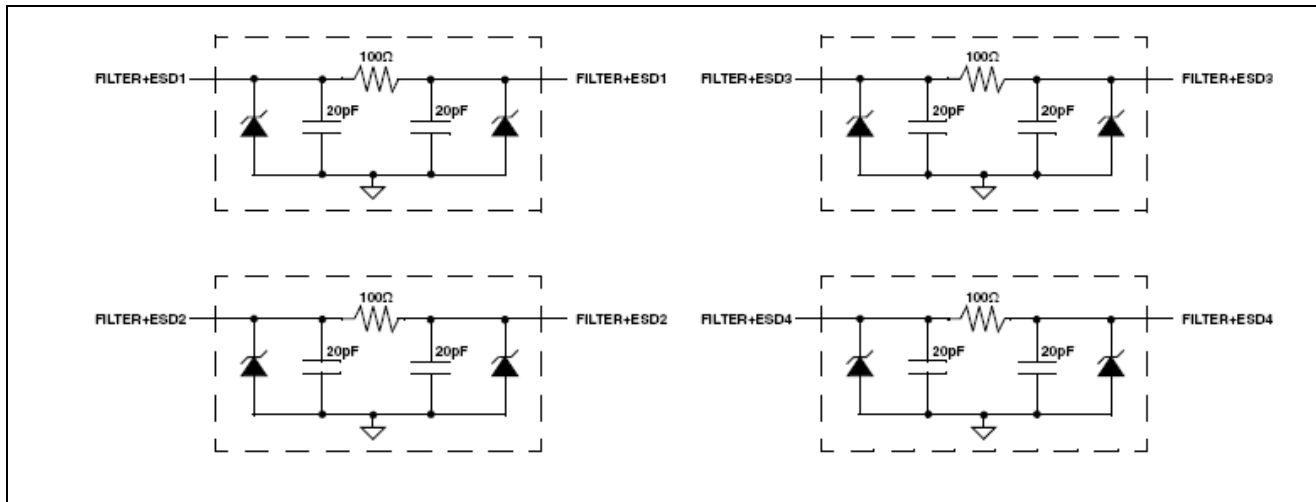 100Ω
FILTER+ESD1 FILTER+ESD1
20pF 20pF
100Ω
FILTER+ESD3 FILTER+ESD3
20pF 20pF
100Ω
FILTER+ESD2 FILTER+ESD2
20pF 20pF
100Ω
FILTER+ESD4 FILTER+ESD4
20pF 20pF